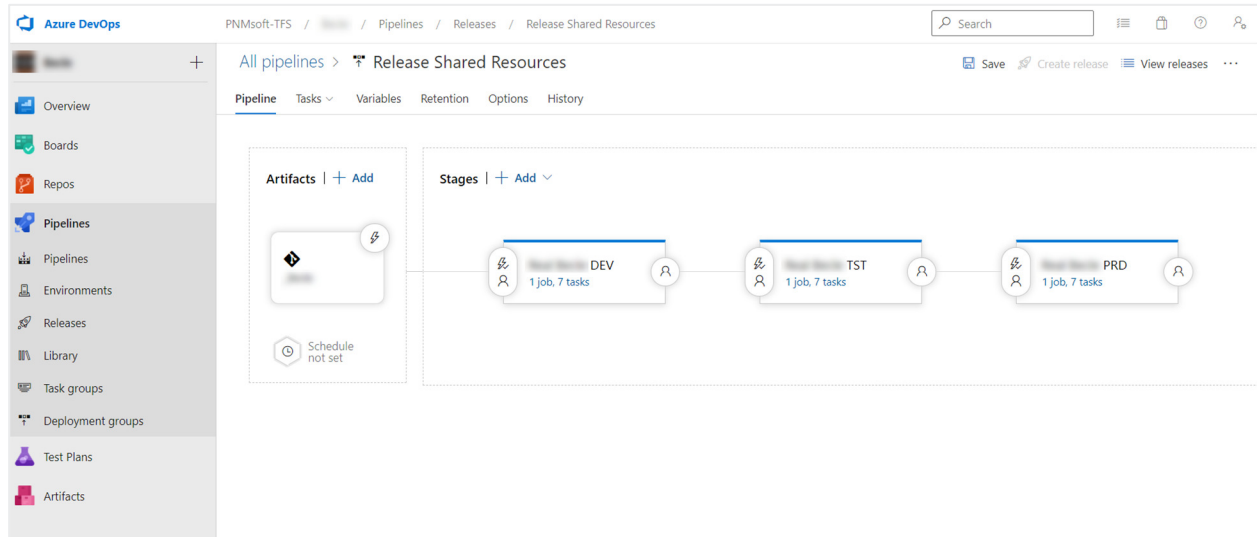 Azure DevOps
PNMsoft-TFS / / Pipelines / Releases / Release Shared Resources
Search
All pipelines > Release Shared Resources
Save Create release View releases ...
Pipeline Tasks Variables Retention Options History
Overview
Boards
Repos
Pipelines
Pipelines
Environments
Releases
Library
Task groups
Deployment groups
Test Plans
Artifacts
Artifacts | + Add
Schedule
not set
Stages | + Add
DEV
1 job, 7 tasks
TST
1 job, 7 tasks
PRD
1 job, 7 tasks